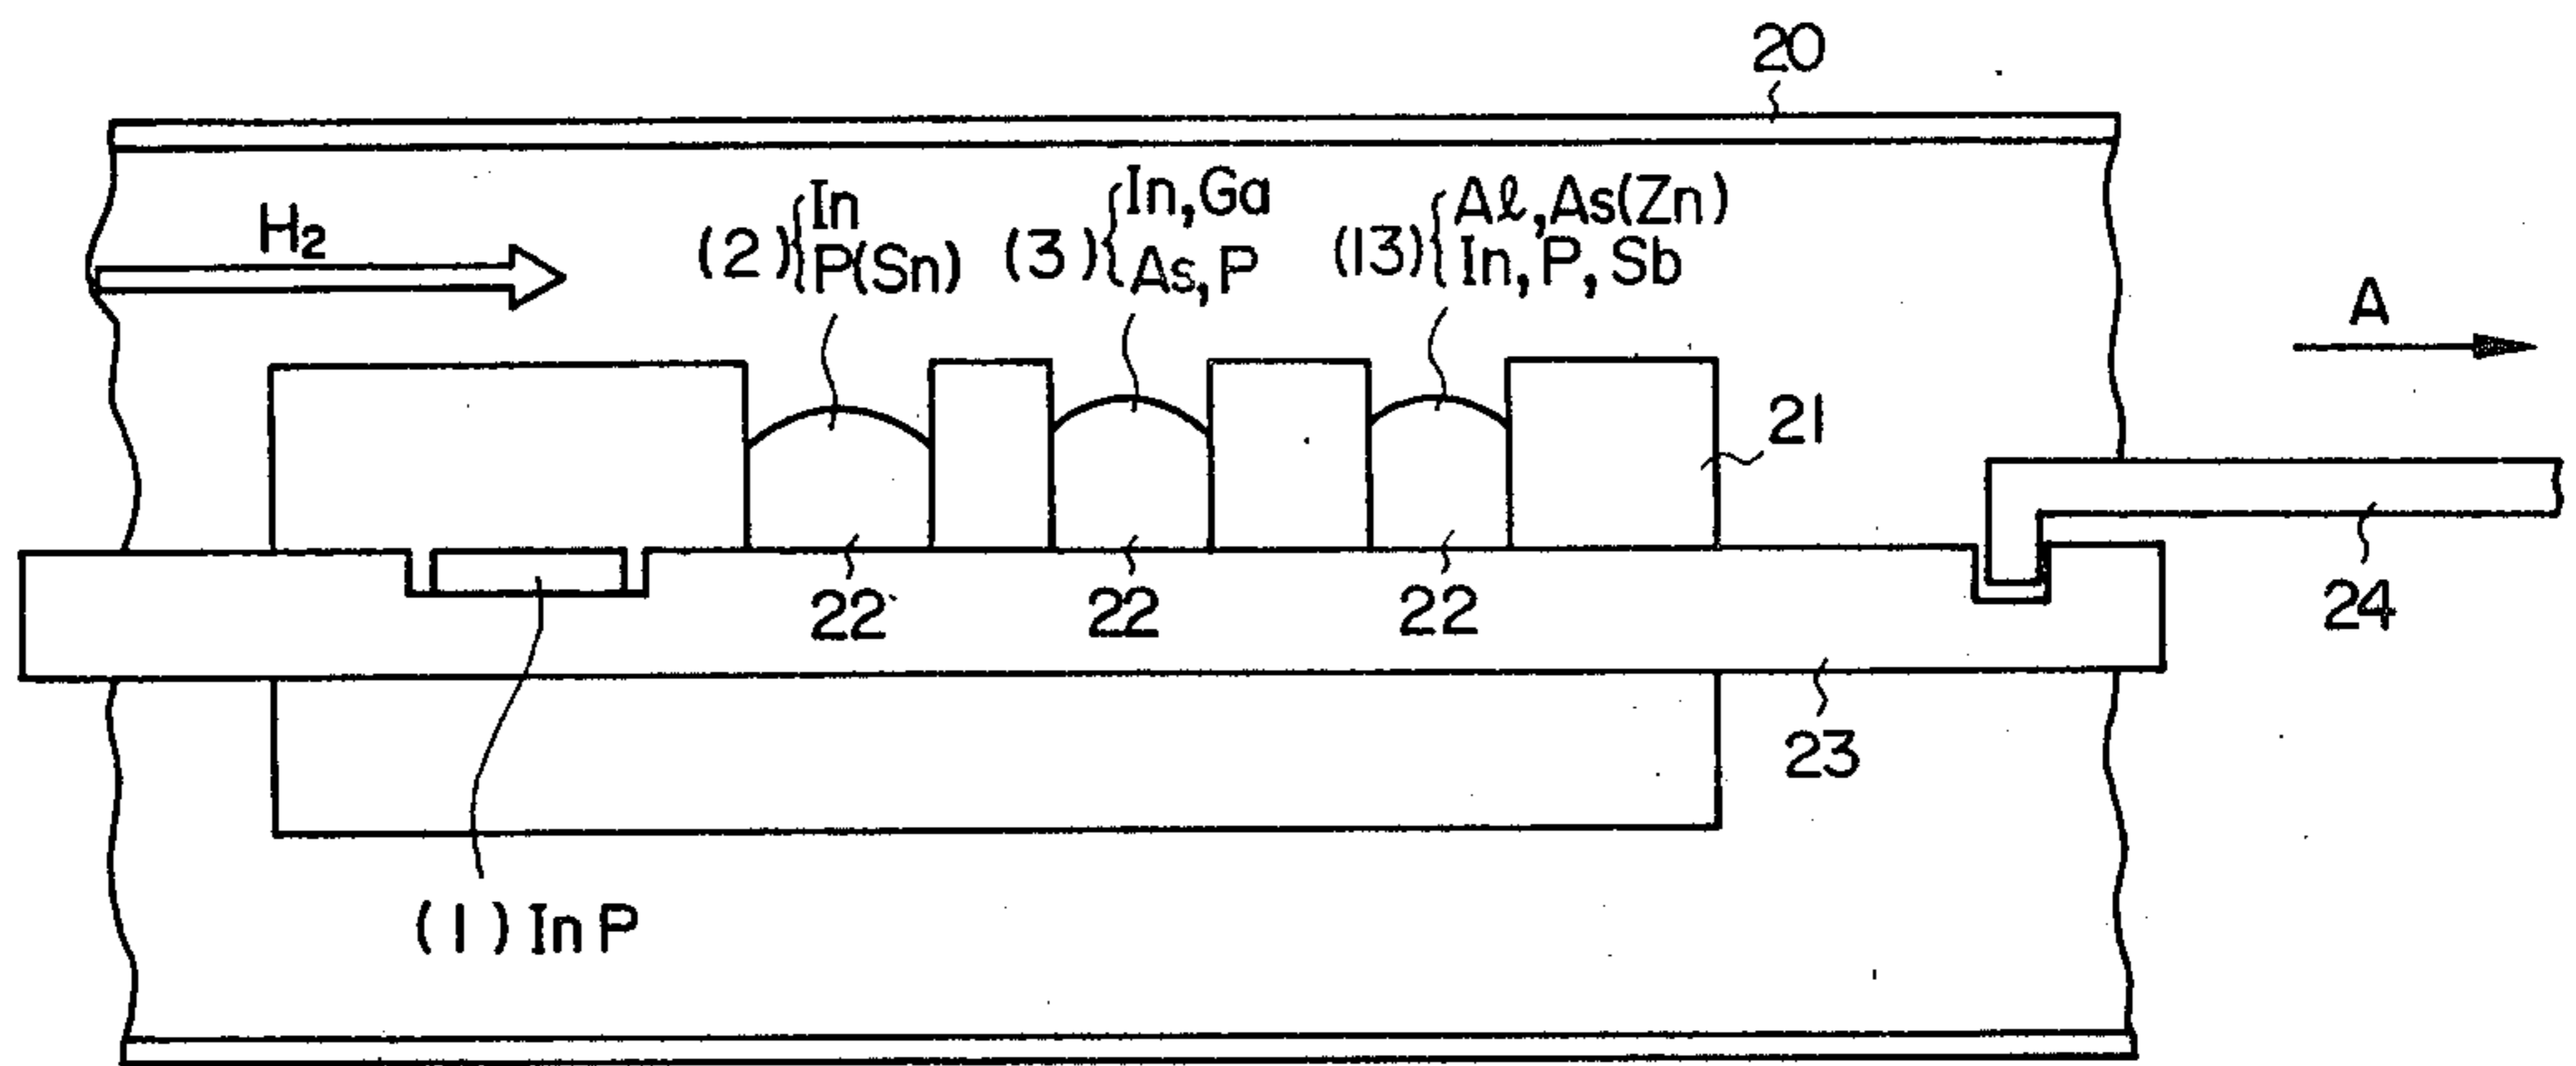 20
H2
(2){In
P(Sn)
(3){In,Ga
As,P
(13){Aℓ,As(Zn)
In,P,Sb
A
21
22
22
22
24
23
(1)InP